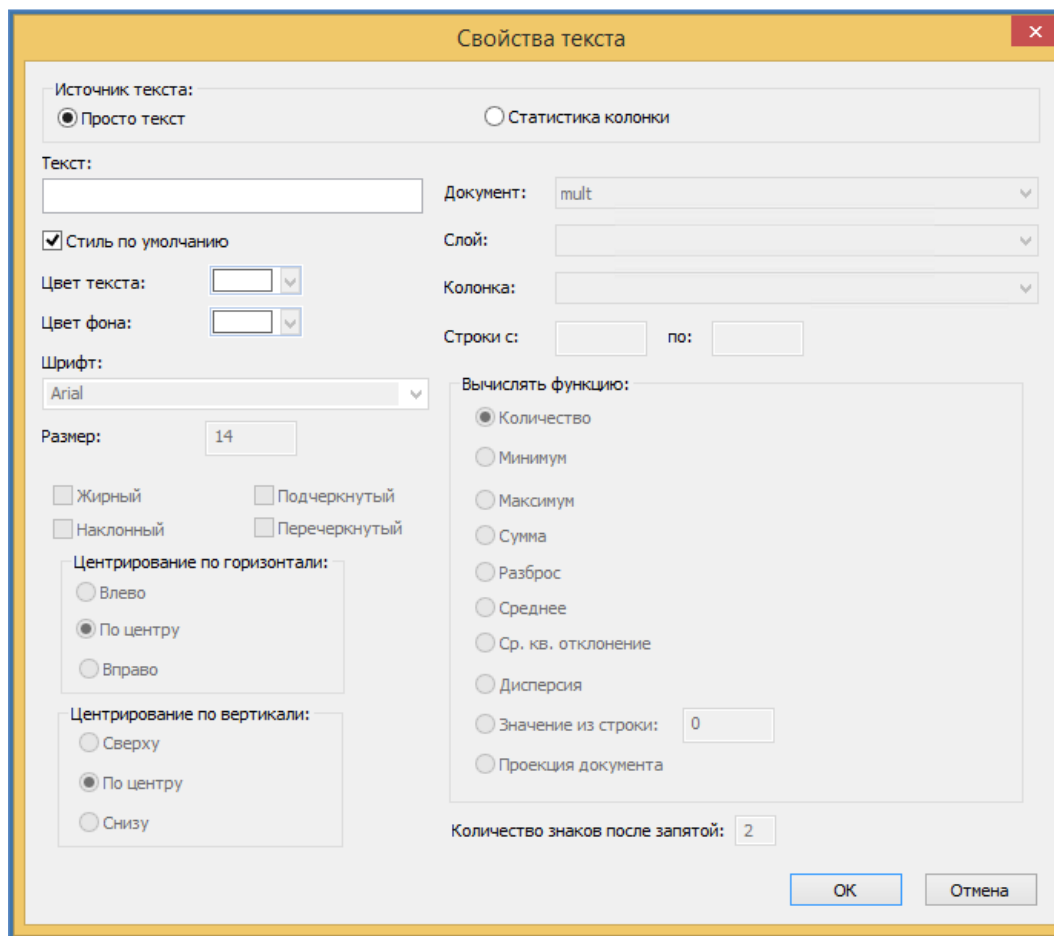 Свойства текста
Источник текста:
Просто текст
Статистика колонки
Текст:
Стиль по умолчанию
Цвет текста:
Цвет фона:
Шрифт:
Arial
Размер: 14
Жирный Подчеркнутый
Наклонный Перечеркнутый
Центрирование по горизонтали:
Влево
По центру
Вправо
Центрирование по вертикали:
Сверху
По центру
Снизу
Документ: mult
Слой:
Колонка:
Строки с: по:
Вычислять функцию:
Количество
Минимум
Максимум
Сумма
Разброс
Среднее
Ср. кв. отклонение
Дисперсия
Значение из строки: 0
Проекция документа
Количество знаков после запятой: 2
OK Отмена